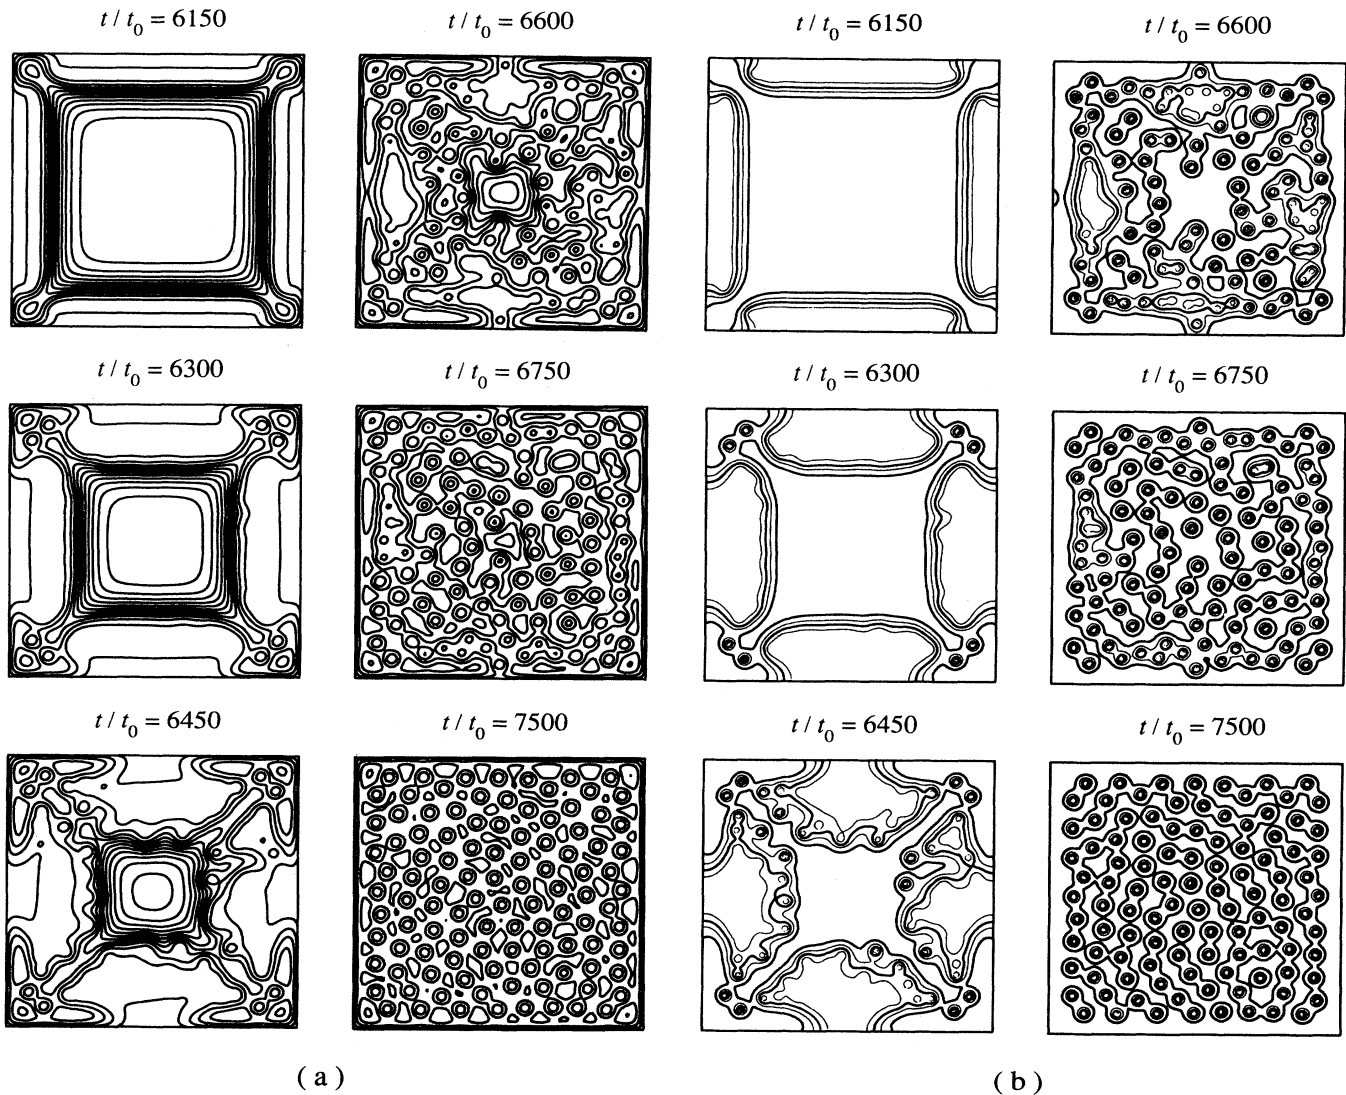 t / t0 = 6150
t / t0 = 6600
t / t0 = 6150
t / t0 = 6600
t / t0 = 6300
t / t0 = 6750
t / t0 = 6300
t / t0 = 6750
t / t0 = 6450
t / t0 = 7500
t / t0 = 6450
t / t0 = 7500
( a )
( b )